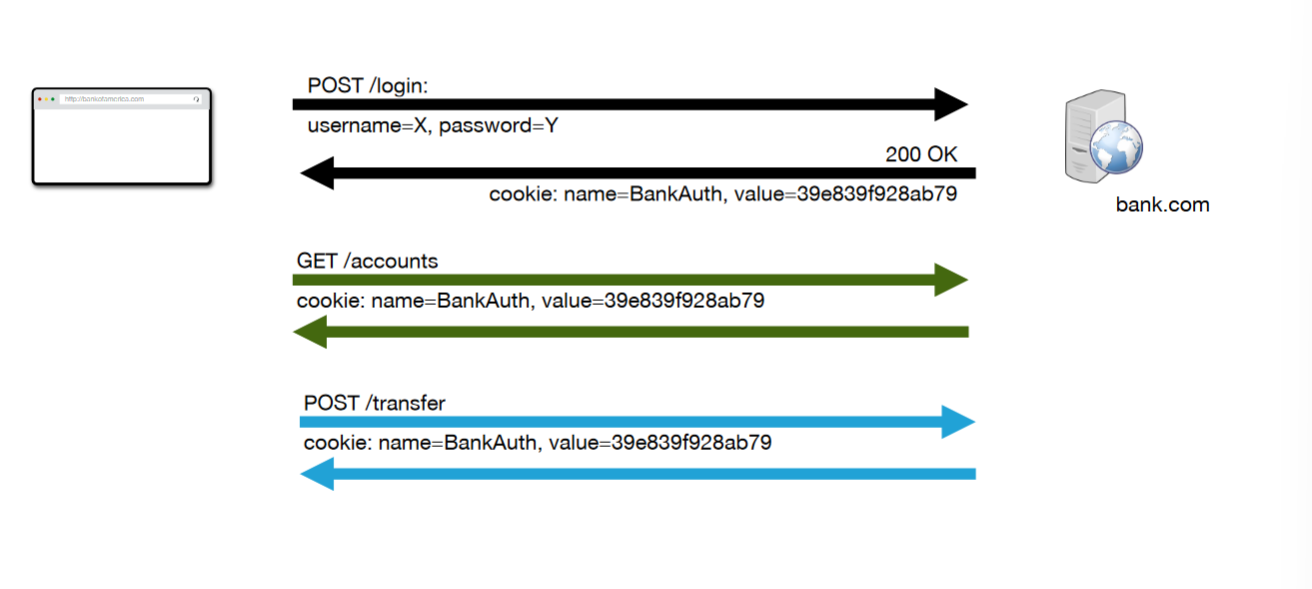 POST /login:
http://bankofamerica.com
username=X, password=Y
200 OK
cookie: name=BankAuth, value=39e839f928ab79
bank.com
GET /accounts
cookie: name=BankAuth, value=39e839f928ab79
POST /transfer
cookie: name=BankAuth, value=39e839f928ab79